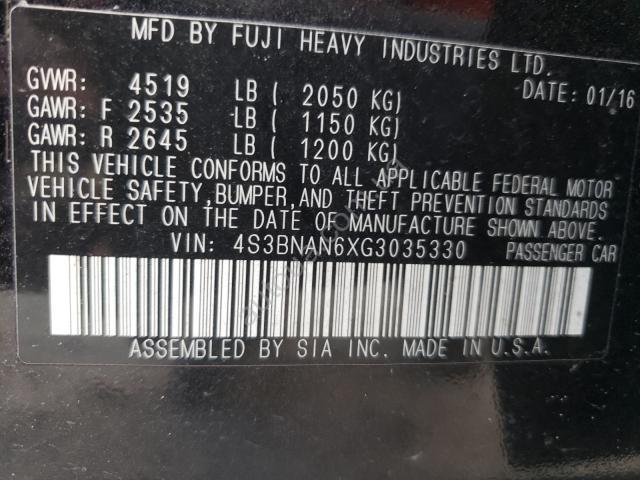 MFD BY FUJI HEAVY INDUSTRIES LTD.
GVWR: 4519 LB ( 2050 KG) DATE: 01/16
GAWR: F 2535 LB ( 1150 KG)
GAWR: R 2645 LB ( 1200 KG)
THIS VEHICLE CONFORMS TO ALL APPLICABLE FEDERAL MOTOR
VEHICLE SAFETY, BUMPER, AND THEFT PREVENTION STANDARDS
IN EFFECT ON THE DATE OF MANUFACTURE SHOWN ABOVE.
VIN: 4S3BNAN6XG3035330 PASSENGER CAR
ASSEMBLED BY SIA INC. MADE IN U.S.A.